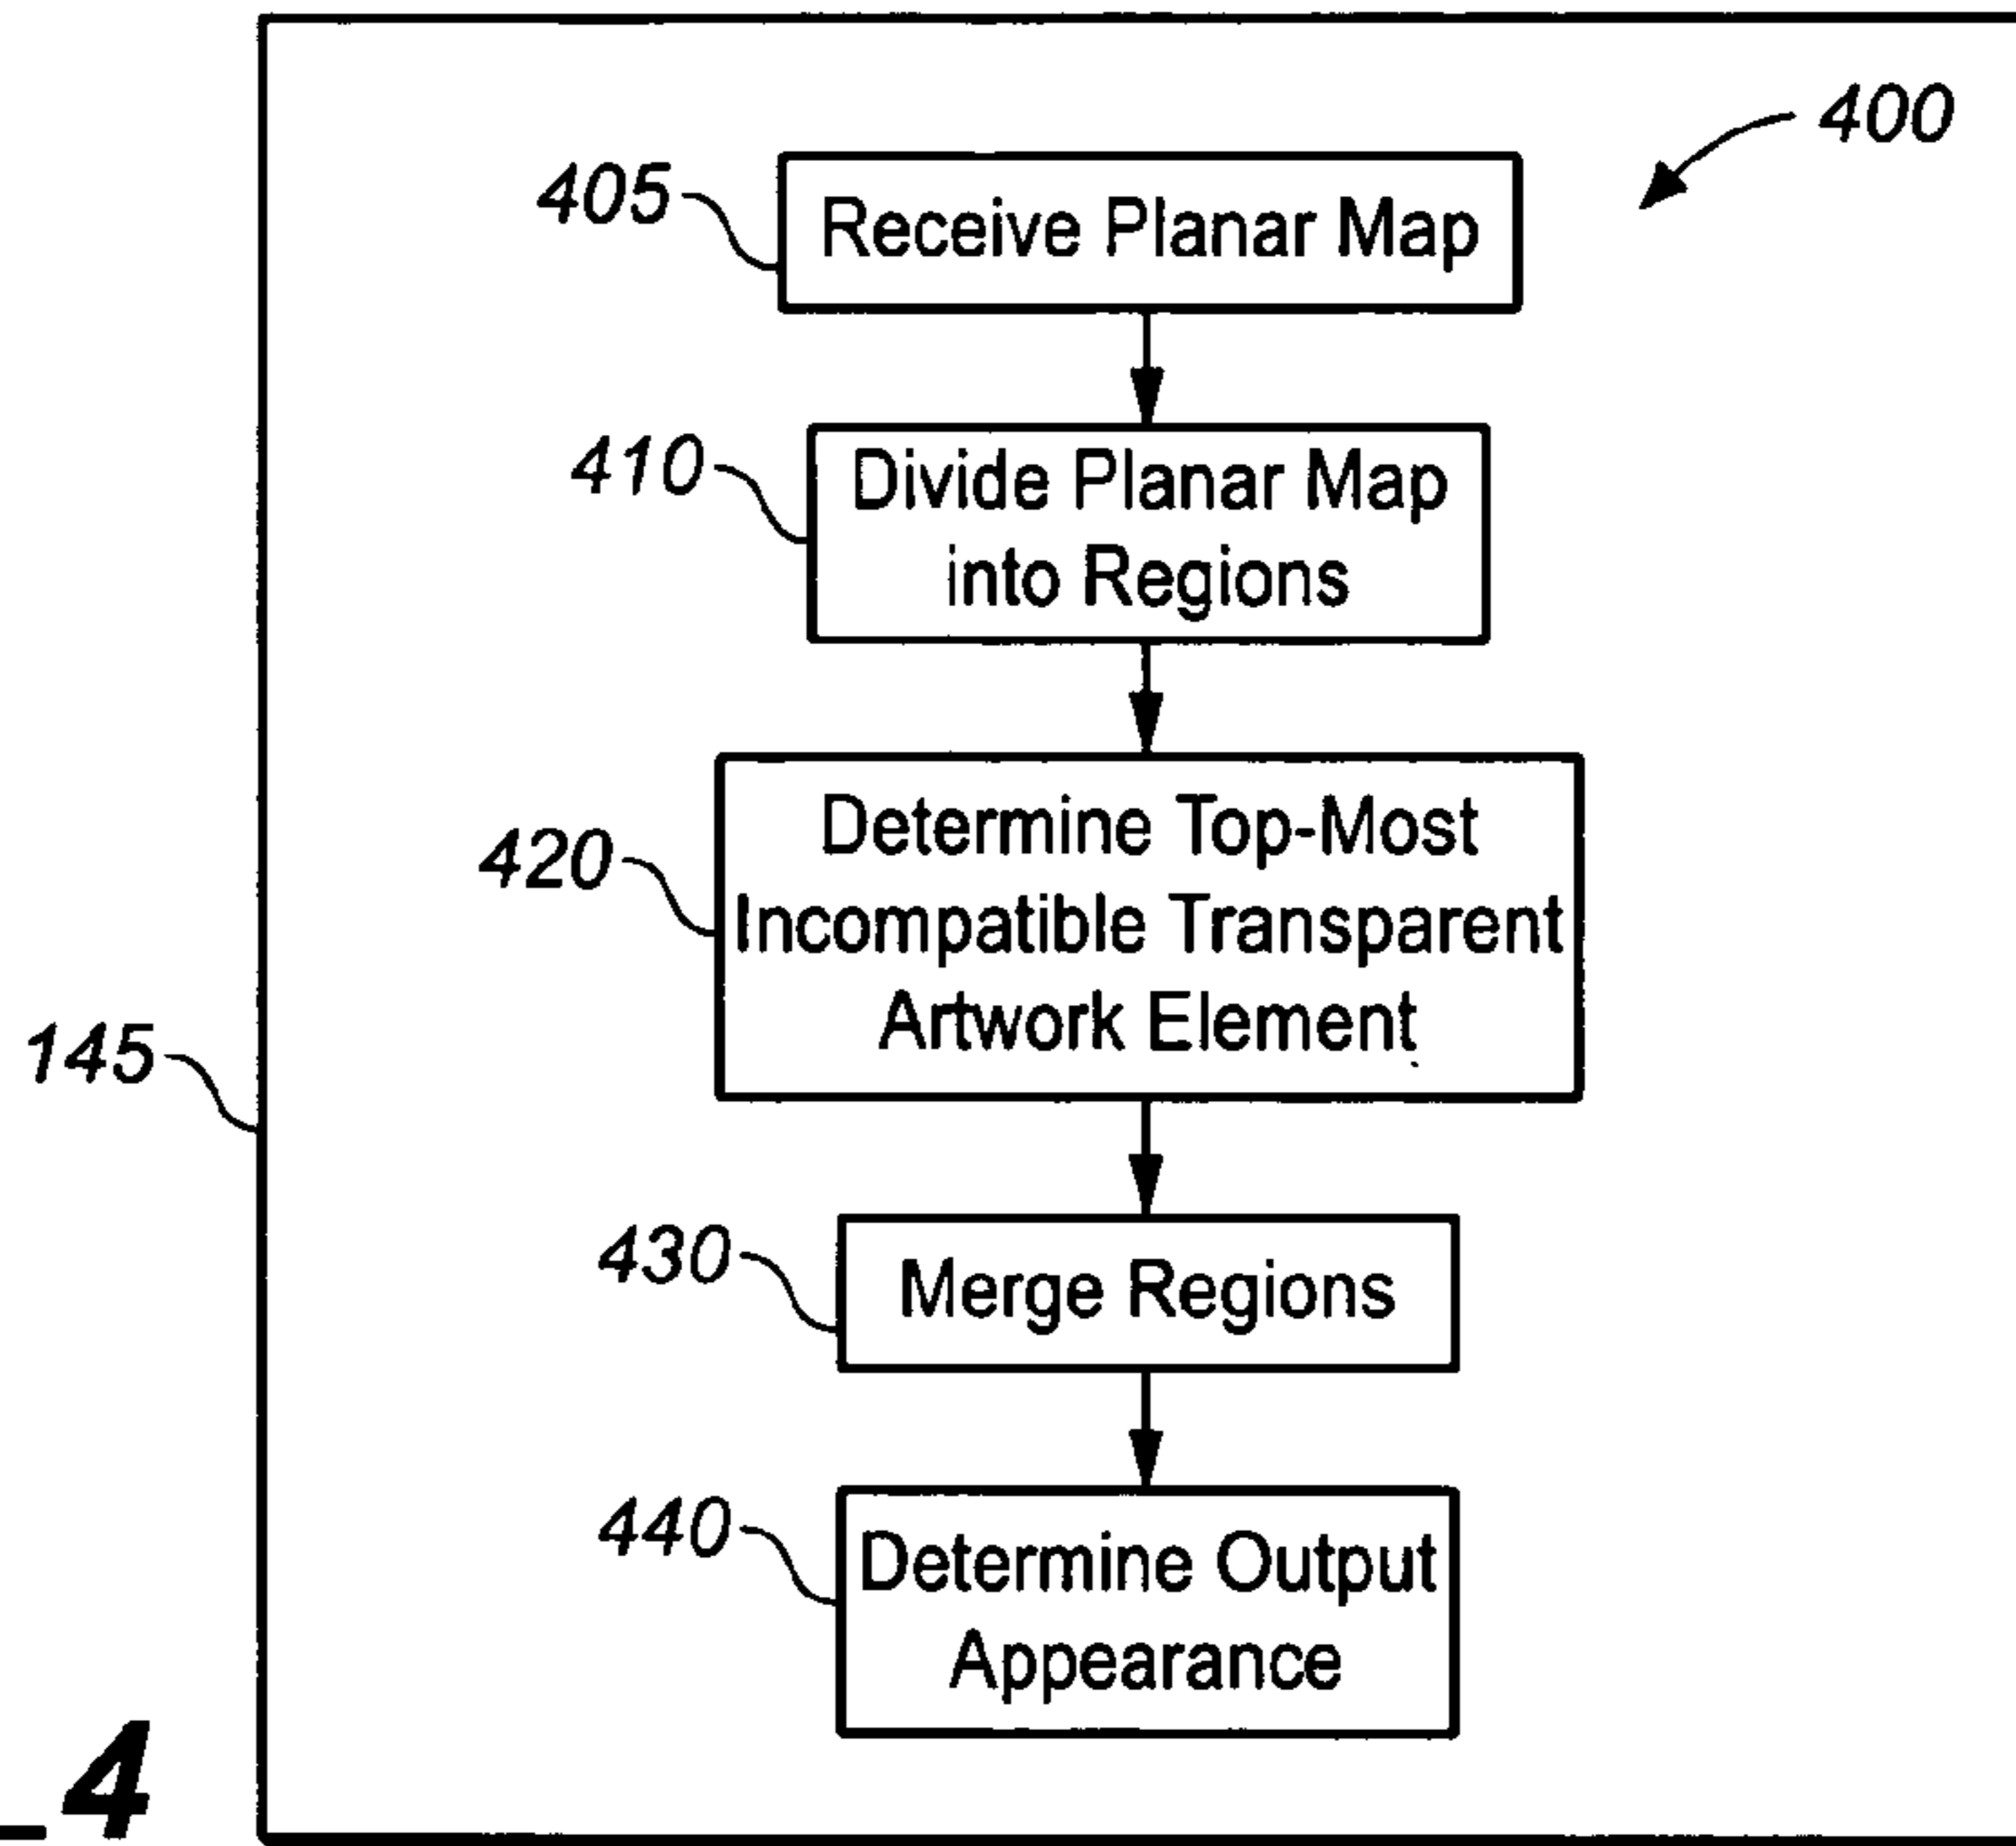 400
405
Receive Planar Map
410
Divide Planar Map
into Regions
420
Determine Top-Most
Incompatible Transparent
Artwork Element
145
430
Merge Regions
440
Determine Output
Appearance
_4